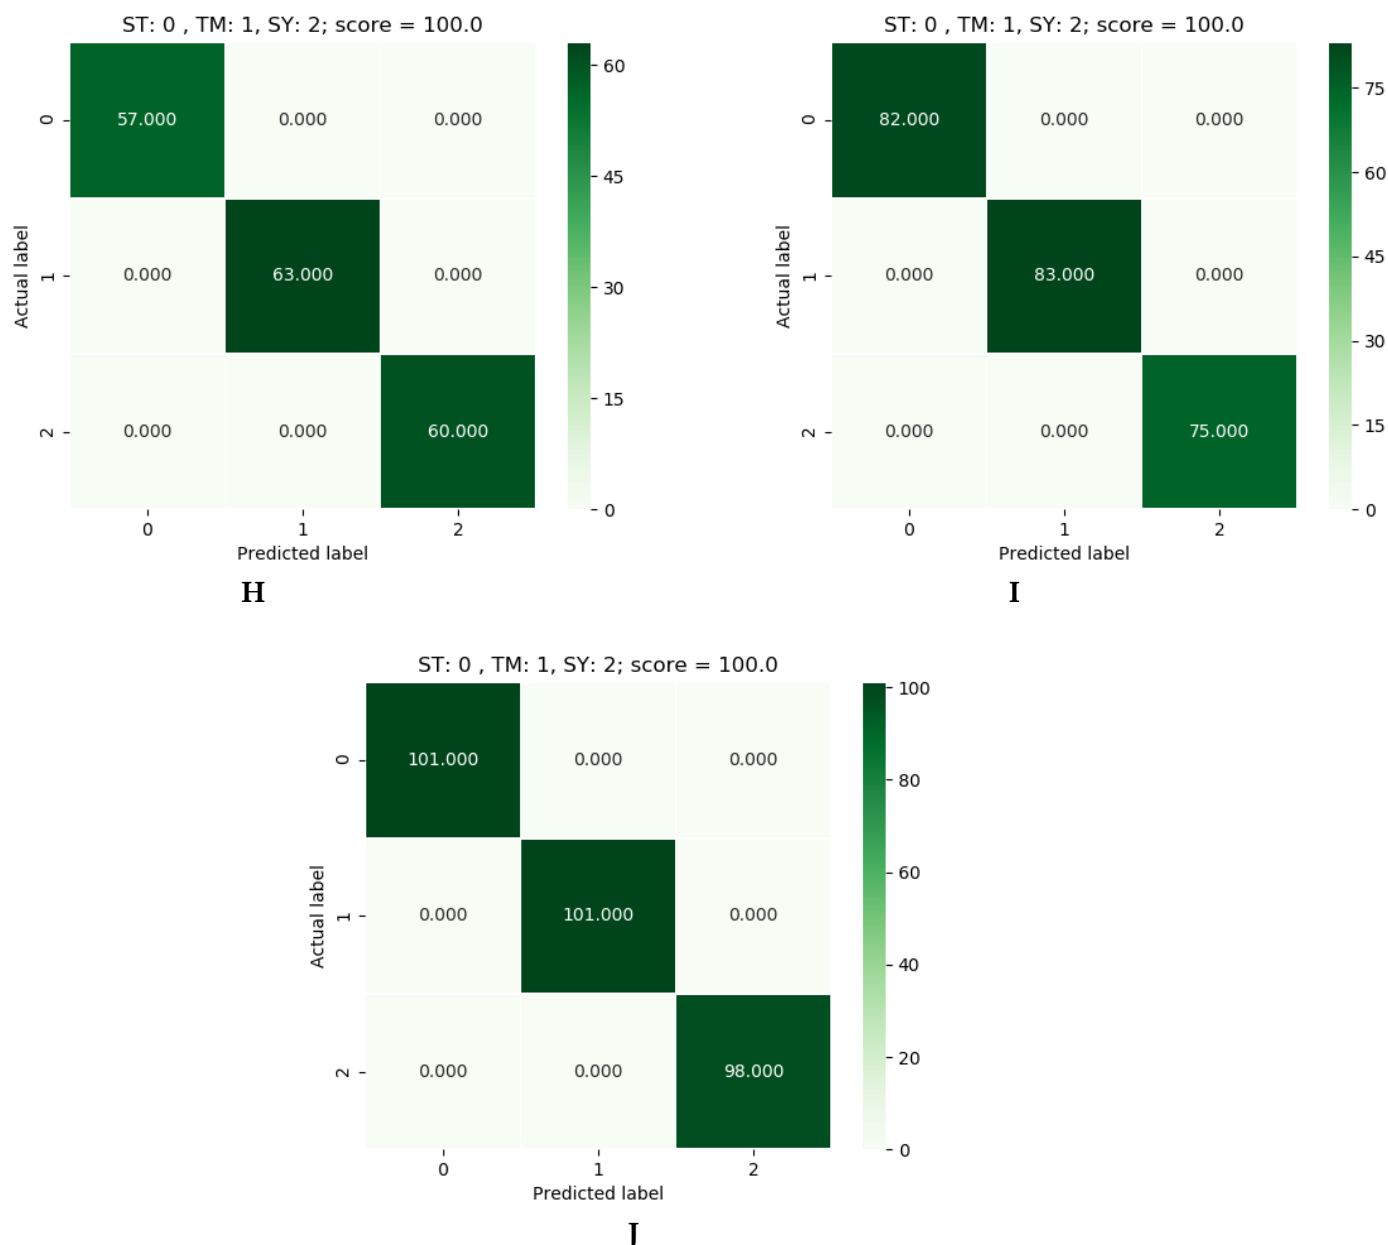 ST: 0 , TM: 1, SY: 2; score = 100.0
Actual label
0
1
2
57.000 0.000 0.000
0.000 63.000 0.000
0.000 0.000 60.000
0 1 2
Predicted label
60
45
30
15
0
H
ST: 0 , TM: 1, SY: 2; score = 100.0
Actual label
0
1
2
82.000 0.000 0.000
0.000 83.000 0.000
0.000 0.000 75.000
0 1 2
Predicted label
75
60
45
30
15
0
I
ST: 0 , TM: 1, SY: 2; score = 100.0
Actual label
0
1
2
101.000 0.000 0.000
0.000 101.000 0.000
0.000 0.000 98.000
0 1 2
Predicted label
100
80
60
40
20
0
J